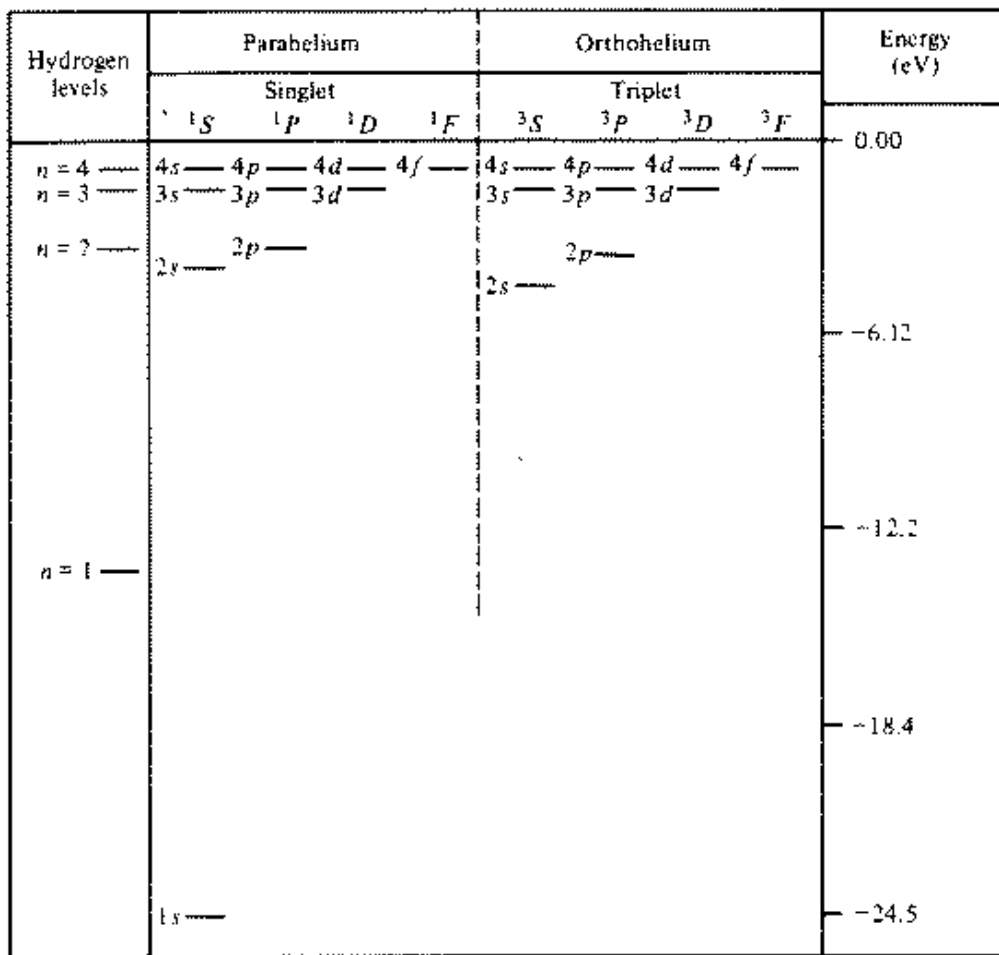 Hydrogen levels
Parahelium
Orthohelium
Energy (eV)
Singlet
Triplet
¹S ¹P ¹D ¹F ³S ³P ³D ³F
0.00
n = 4 4s 4p 4d 4f 4s 4p 4d 4f
n = 3 3s 3p 3d 3s 3p 3d
n = 2 2p 2p
2s 2s
−6.12
−12.2
n = 1
−18.4
1s −24.5